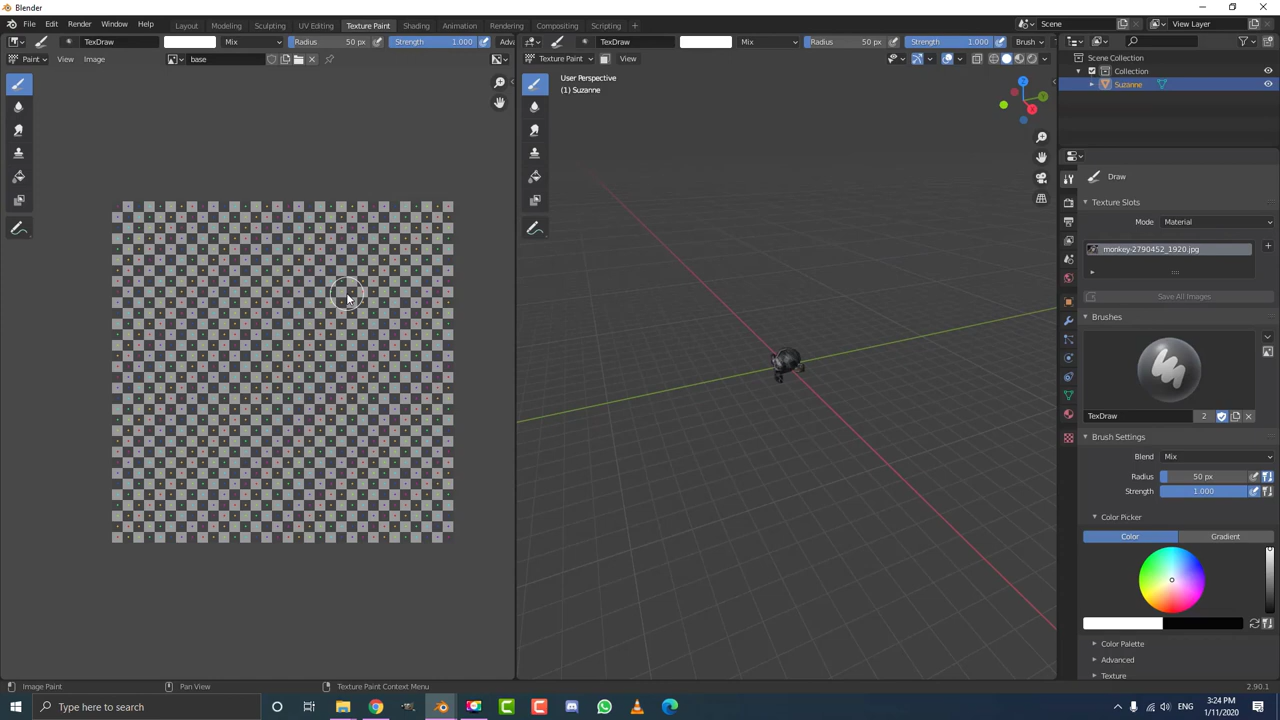 Blender
File Edit Render Window Help
Layout Modeling Sculpting UV Editing Texture Paint Shading Animation Rendering Compositing Scripting
Scene
View Layer
TexDraw Mix Radius 50 px Strength 1.000
TexDraw Mix Radius 50 px Strength 1.000 Brush
Paint View Image base
Texture Paint View
User Perspective
(1) Suzanne
X
Y
Z
Scene Collection
Collection
Suzanne
Draw
Texture Slots
Mode Material
monkey-2790452_1920.jpg
Save All Images
Brushes
TexDraw 2
Brush Settings
Blend Mix
Radius 50 px
Strength 1.000
Color Picker
Color Gradient
Color Palette
Advanced
Texture
Image Paint Pan View Texture Paint Context Menu 2.90.1
Type here to search
ENG
3:24 PM
1/11/2020